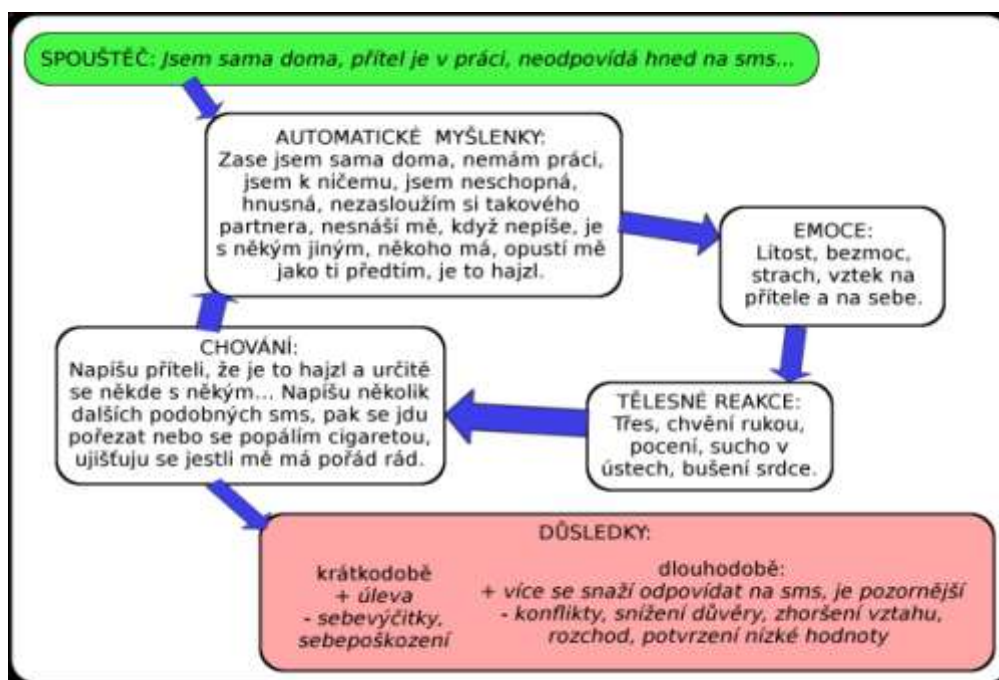 SPOUŠTĚČ: Jsem sama doma, přítel je v práci, neodpovídá hned na sms...
AUTOMATICKÉ MYŠLENKY:
Zase jsem sama doma, nemám práci,
jsem k ničemu, jsem neschopná,
hnusná, nezasloužím si takového
partnera, nesnáší mě, když nepíše, je
s někým jiným, někoho má, opustí mě
jako ti předtím, je to hajzl.
EMOCE:
Lítost, bezmoc,
strach, vztek na
přítele a na sebe.
TĚLESNÉ REAKCE:
Třes, chvění rukou,
pocení, sucho v
ústech, bušení srdce.
CHOVÁNÍ:
Napíšu příteli, že je to hajzl a určitě
se někde s někým... Napíšu několik
dalších podobných sms, pak se jdu
pořezat nebo se popálím cigaretou,
ujišťuju se jestli mě má pořád rád.
DŮSLEDKY:
krátkodobě
+ úleva
- sebevýčitky,
sebepoškození
dlouhodobě:
+ více se snaží odpovídat na sms, je pozornější
- konflikty, snížení důvěry, zhoršení vztahu,
rozchod, potvrzení nízké hodnoty